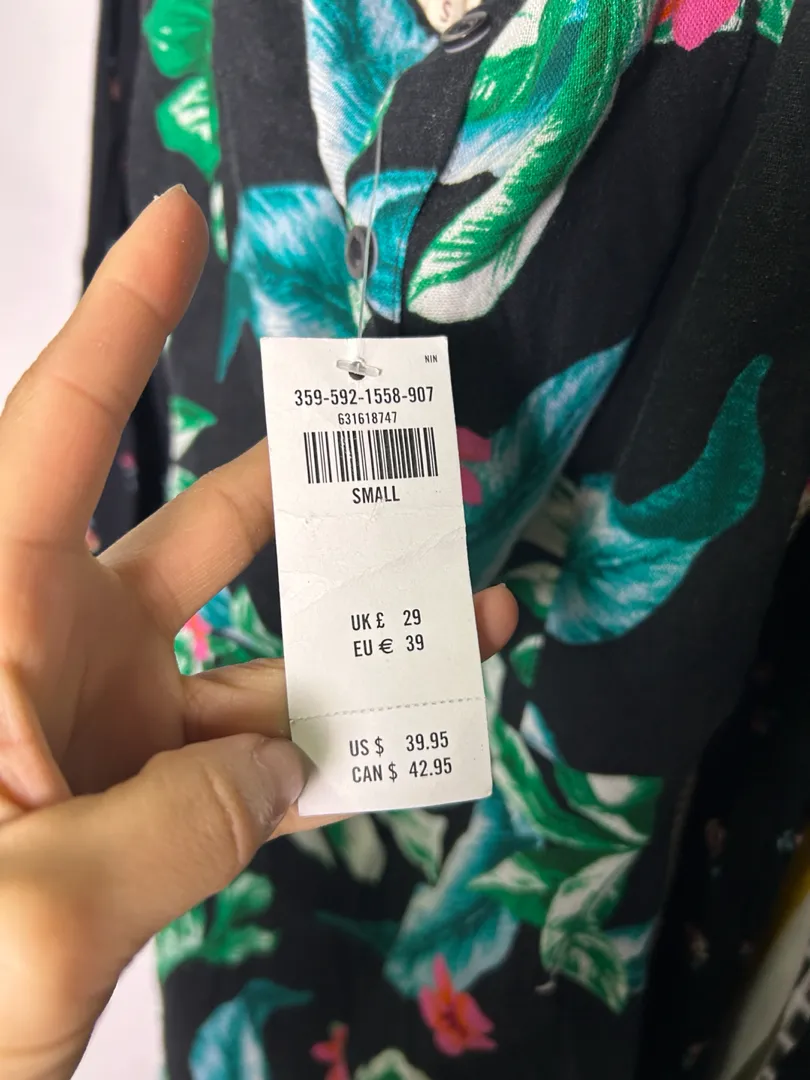 S
NIN
359-592-1558-907
631618747
SMALL
UK £ 29
EU € 39
US $ 39.95
CAN $ 42.95